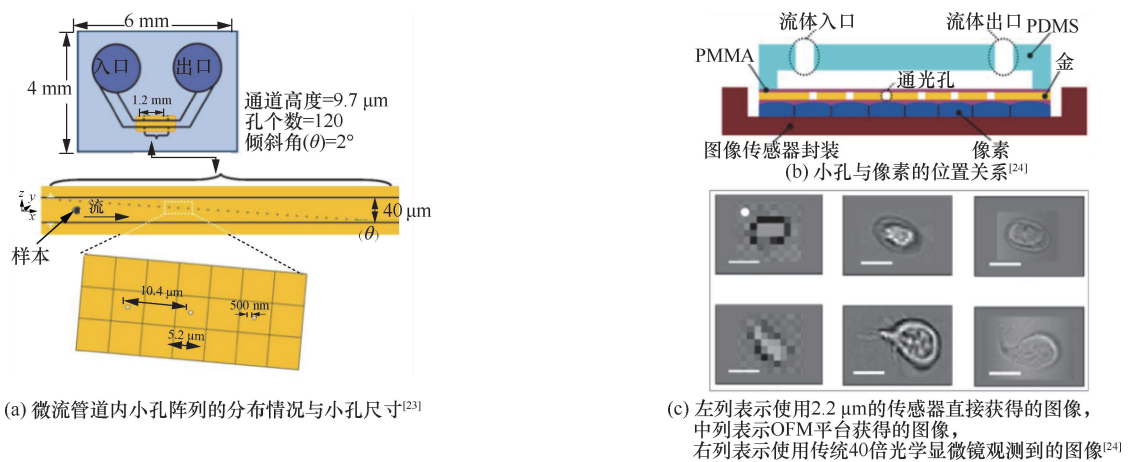 6 mm
4 mm
入口
出口
1.2 mm
通道高度=9.7 μm
孔个数=120
倾斜角(θ)=2°
z
y
x
流
40 μm
(θ)
样本
10.4 μm
500 nm
5.2 μm
(a) 微流管道内小孔阵列的分布情况与小孔尺寸[23]
流体入口
流体出口
PDMS
PMMA
通光孔
金
图像传感器封装
像素
(b) 小孔与像素的位置关系[24]
(c) 左列表示使用2.2 μm的传感器直接获得的图像，
中列表示OFM平台获得的图像，
右列表示使用传统40倍光学显微镜观测到的图像[24]